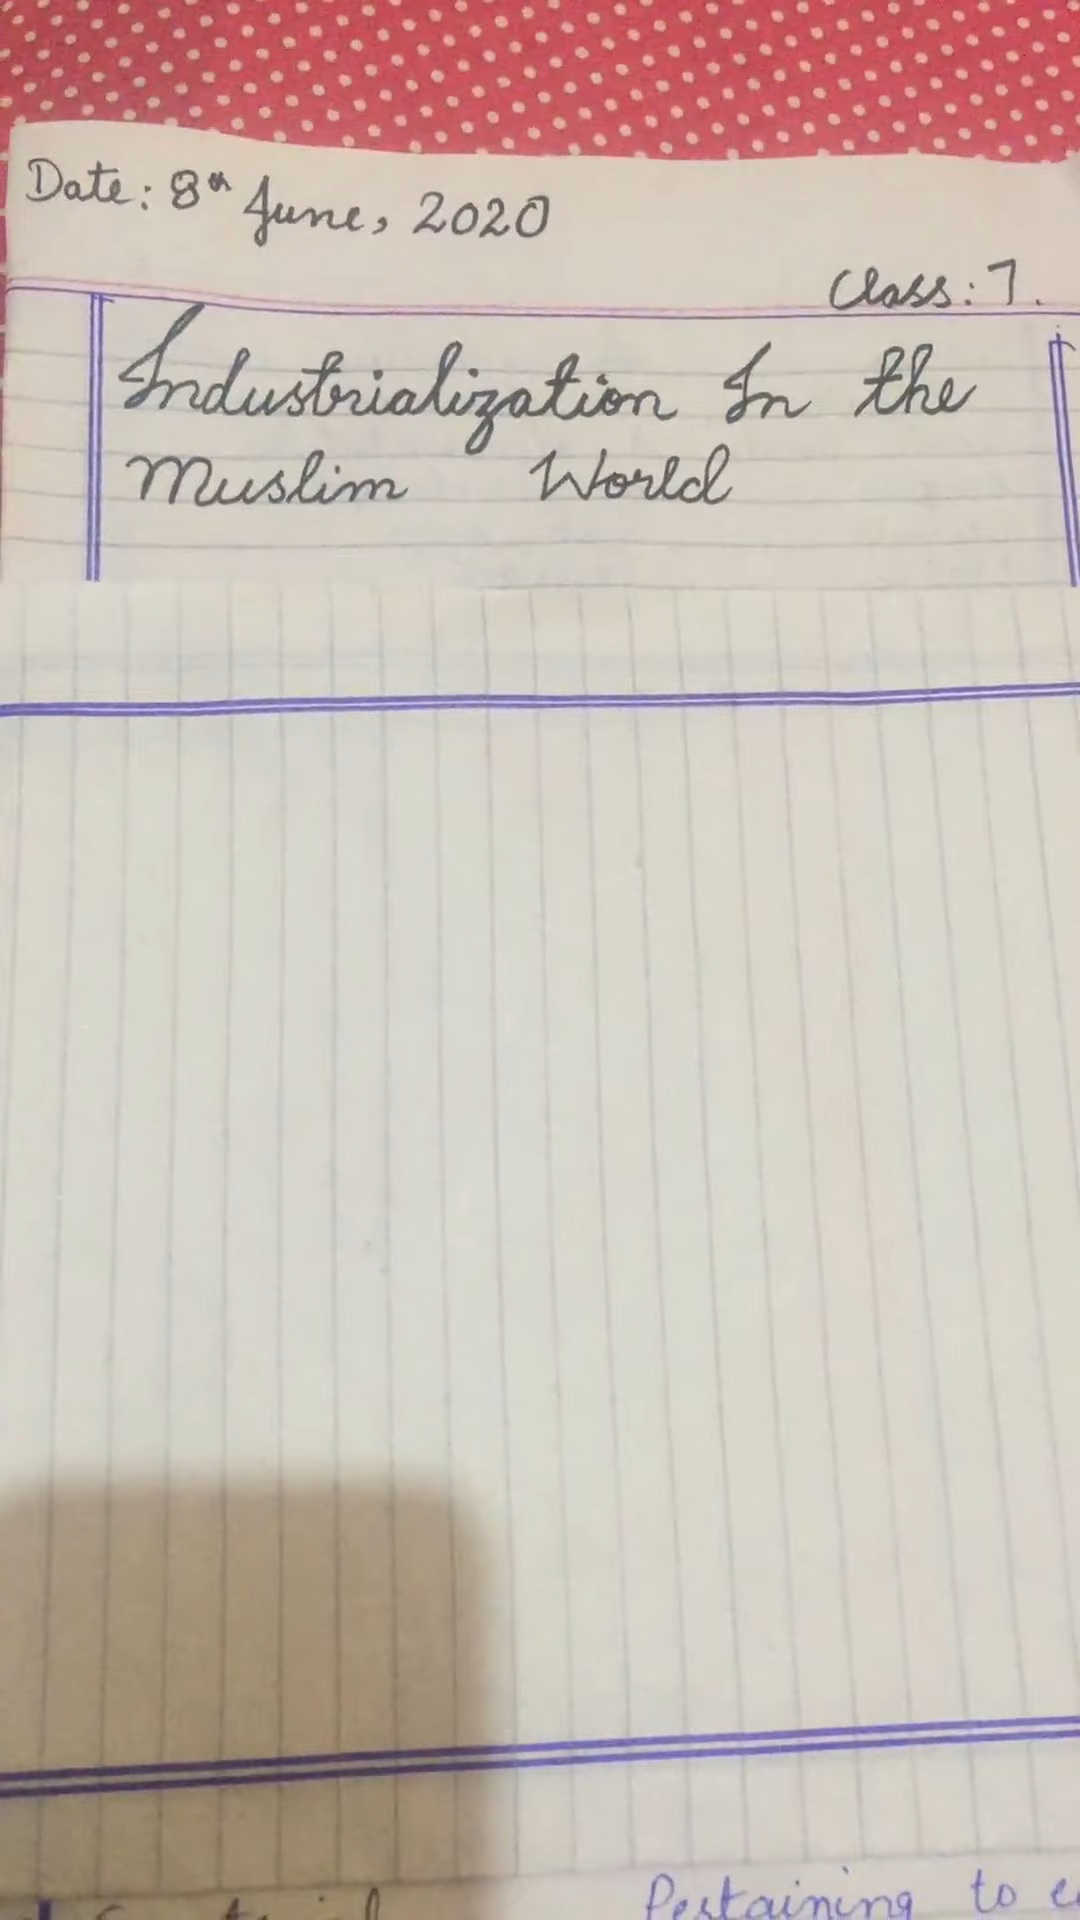 Date: 8th June, 2020
Class: 7.
Industrialization In the
Muslim World
Pertaining to